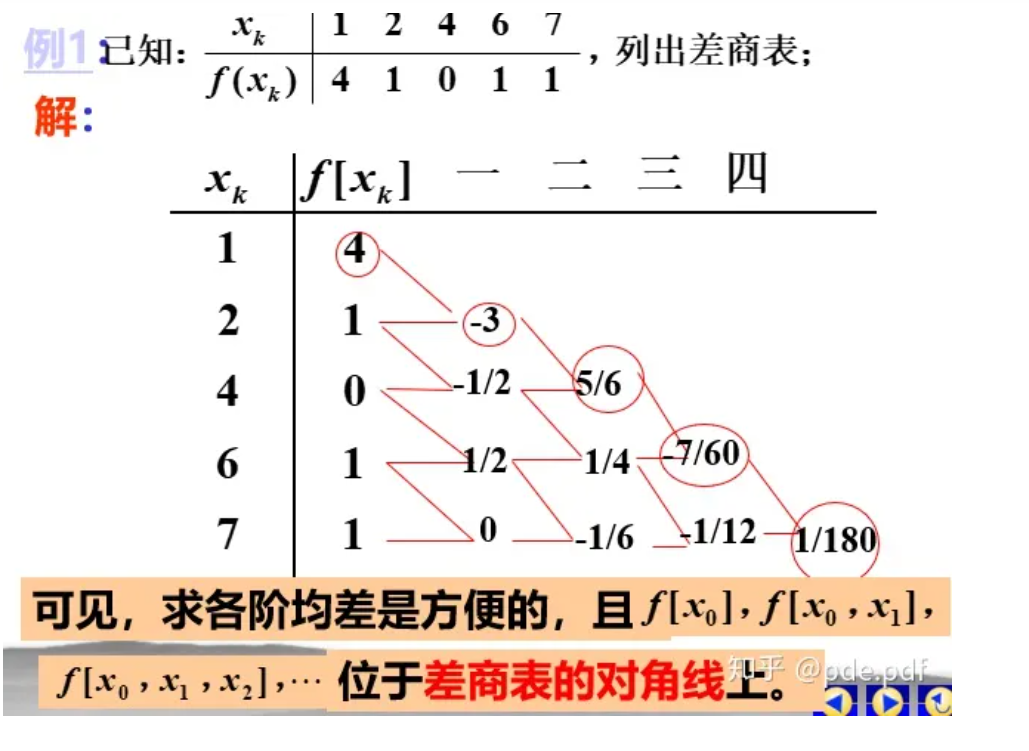 例1：已知： x_k 1 2 4 6 7 ，列出差商表；
f(x_k) 4 1 0 1 1
解：
x_k f[x_k] 一 二 三 四
1 4
2 1 -3
4 0 -1/2 5/6
6 1 1/2 1/4 -7/60
7 1 0 -1/6 -1/12 1/180
可见，求各阶均差是方便的，且 f[x_0]，f[x_0，x_1]，
f[x_0，x_1，x_2]，… 位于差商表的对角线上。
知乎 @pde.pdf